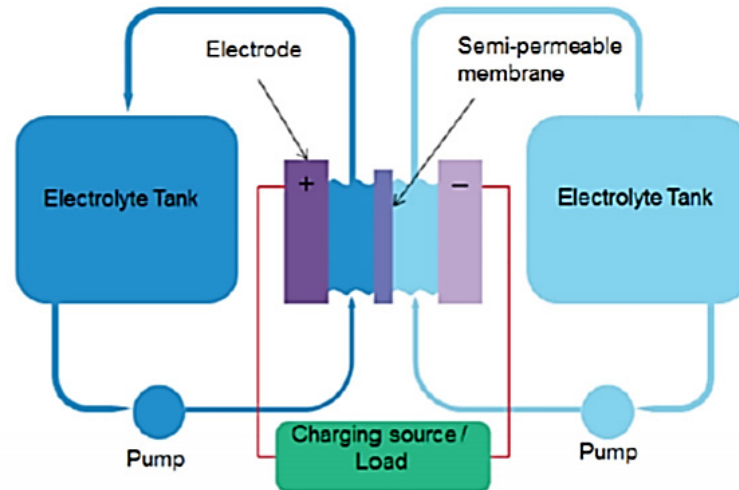 Electrode
Semi-permeable
membrane
Electrolyte Tank
+
–
Electrolyte Tank
Charging source /
Load
Pump
Pump